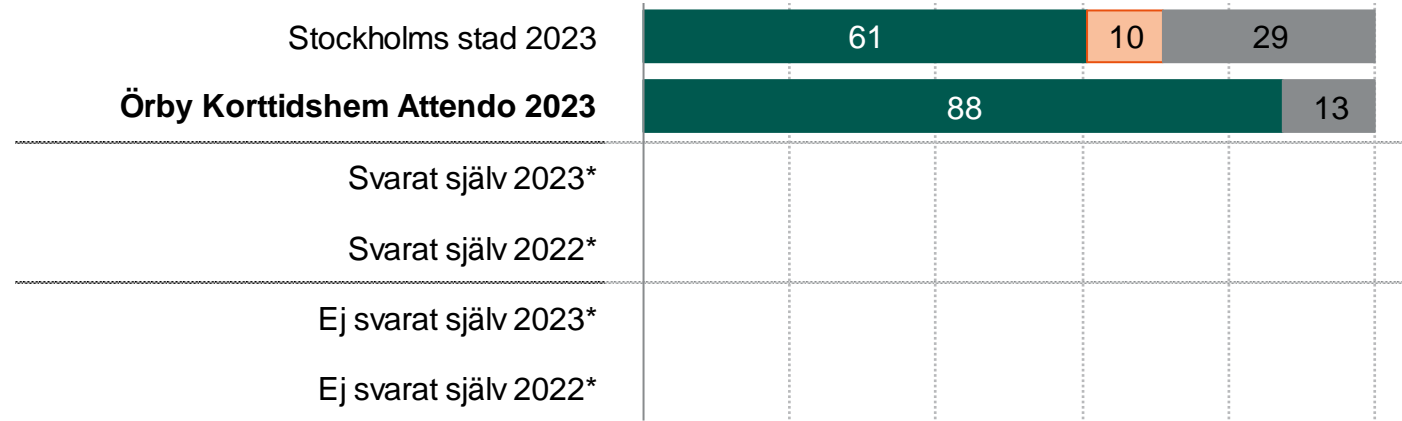 Stockholms stad 2023 61 10 29
Örby Korttidshem Attendo 2023 88 13
Svarat själv 2023*
Svarat själv 2022*
Ej svarat själv 2023*
Ej svarat själv 2022*